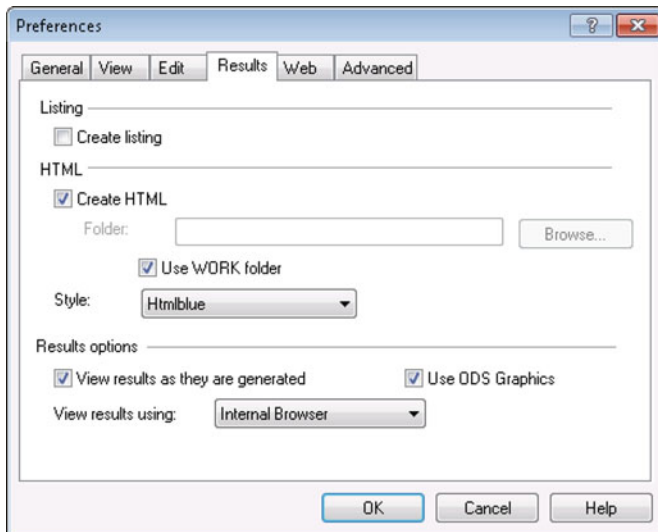 Preferences
General View Edit Results Web Advanced
Listing
Create listing
HTML
Create HTML
Folder: Browse...
Use WORK folder
Style: Htmlblue
Results options
View results as they are generated Use ODS Graphics
View results using: Internal Browser
OK Cancel Help